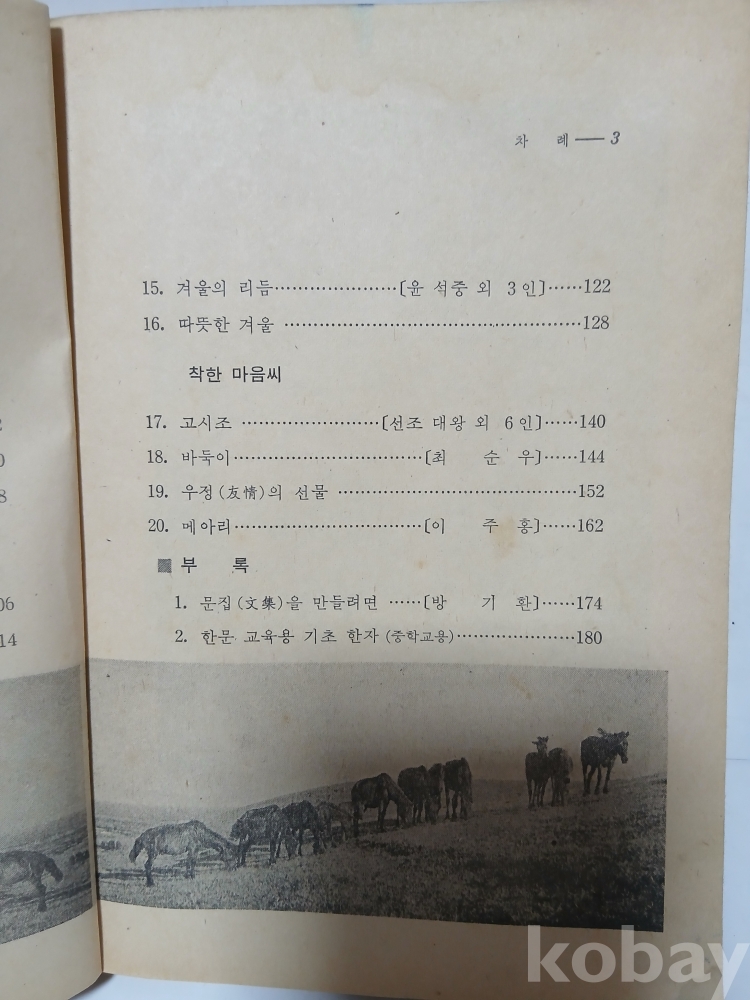 차 례 — 3
15. 겨울의 리듬·····················〔윤 석중 외 3인〕······122
16. 따뜻한 겨울 ····················································128
착한 마음씨
17. 고시조 ························〔선조 대왕 외 6인〕······140
18. 바둑이·································〔최 순 우〕······144
19. 우정(友情)의 선물 ··········································152
20. 메아리·································〔이 주 홍〕······162
■ 부 록
1. 문집(文集)을 만들려면 ······〔방 기 환〕······174
2. 한문 교육용 기초 한자 (중학교용)·····················180
2
0
8
06
14
kobay